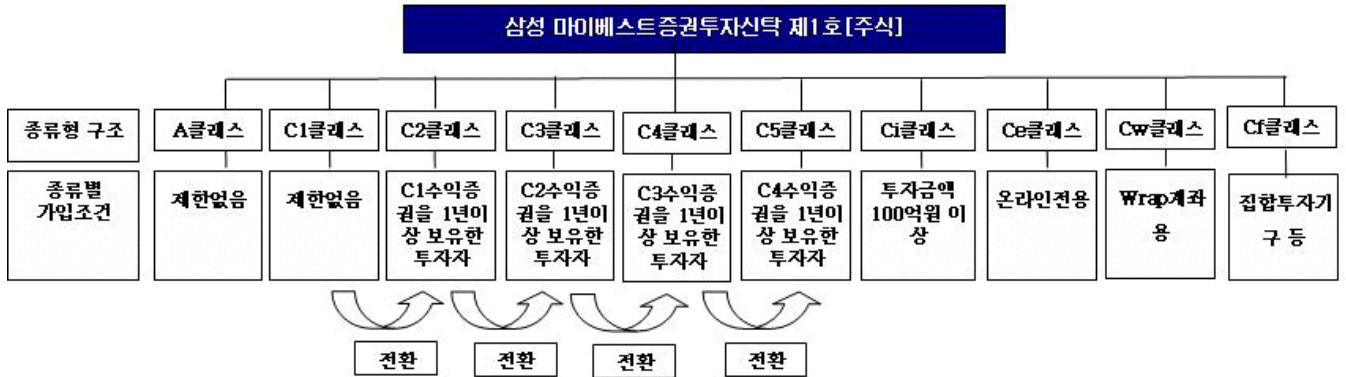 삼성 마이베스트증권투자신탁 제1호[주식]
종류형 구조
A클래스
C1클래스
C2클래스
C3클래스
C4클래스
C5클래스
Ci클래스
Ce클래스
Cw클래스
Cf클래스
종류별
가입조건
제한없음
제한없음
C1수익증
권을 1년이
상 보유한
투자자
C2수익증
권을 1년이
상 보유한
투자자
C3수익증
권을 1년이
상 보유한
투자자
C4수익증
권을 1년이
상 보유한
투자자
투자금액
100억원 이
상
온라인전용
Wrap계좌
용
집합투자기
구 등
전환
전환
전환
전환